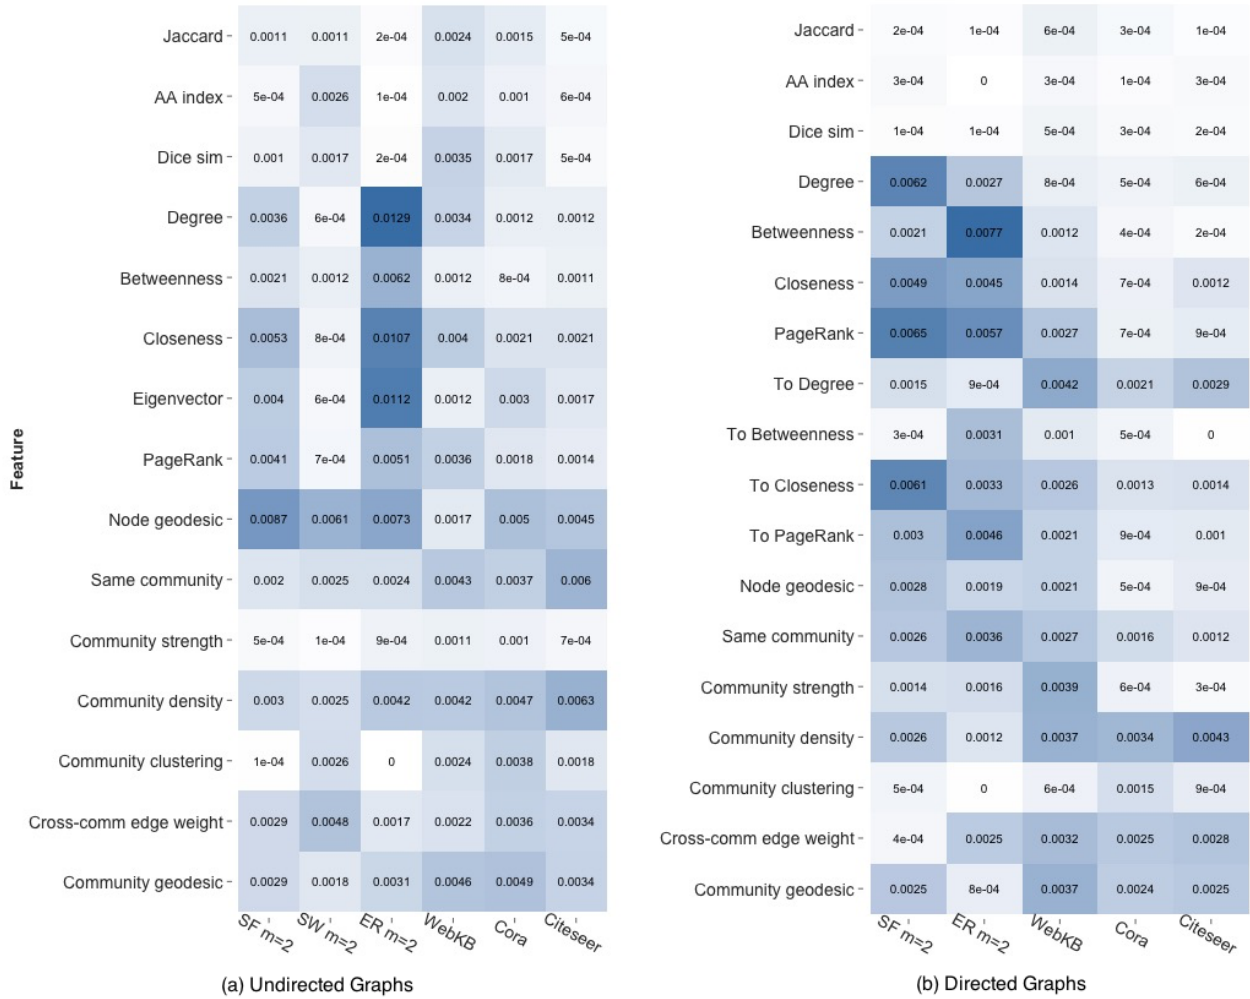 Feature
Jaccard 0.0011 0.0011 2e-04 0.0024 0.0015 5e-04
AA index 5e-04 0.0026 1e-04 0.002 0.001 6e-04
Dice sim 0.001 0.0017 2e-04 0.0035 0.0017 5e-04
Degree 0.0036 6e-04 0.0129 0.0034 0.0012 0.0012
Betweenness 0.0021 0.0012 0.0062 0.0012 8e-04 0.0011
Closeness 0.0053 8e-04 0.0107 0.004 0.0021 0.0021
Eigenvector 0.004 6e-04 0.0112 0.0012 0.003 0.0017
PageRank 0.0041 7e-04 0.0051 0.0036 0.0018 0.0014
Node geodesic 0.0087 0.0061 0.0073 0.0017 0.005 0.0045
Same community 0.002 0.0025 0.0024 0.0043 0.0037 0.006
Community strength 5e-04 1e-04 9e-04 0.0011 0.001 7e-04
Community density 0.003 0.0025 0.0042 0.0042 0.0047 0.0063
Community clustering 1e-04 0.0026 0 0.0024 0.0038 0.0018
Cross-comm edge weight 0.0029 0.0048 0.0017 0.0022 0.0036 0.0034
Community geodesic 0.0029 0.0018 0.0031 0.0046 0.0049 0.0034
SF m=2 SW m=2 ER m=2 WebKB Cora Citeseer
(a) Undirected Graphs
Jaccard 2e-04 1e-04 6e-04 3e-04 1e-04
AA index 3e-04 0 3e-04 1e-04 3e-04
Dice sim 1e-04 1e-04 5e-04 3e-04 2e-04
Degree 0.0062 0.0027 8e-04 5e-04 6e-04
Betweenness 0.0021 0.0077 0.0012 4e-04 2e-04
Closeness 0.0049 0.0045 0.0014 7e-04 0.0012
PageRank 0.0065 0.0057 0.0027 7e-04 9e-04
To Degree 0.0015 9e-04 0.0042 0.0021 0.0029
To Betweenness 3e-04 0.0031 0.001 5e-04 0
To Closeness 0.0061 0.0033 0.0026 0.0013 0.0014
To PageRank 0.003 0.0046 0.0021 9e-04 0.001
Node geodesic 0.0028 0.0019 0.0021 5e-04 9e-04
Same community 0.0026 0.0036 0.0027 0.0016 0.0012
Community strength 0.0014 0.0016 0.0039 6e-04 3e-04
Community density 0.0026 0.0012 0.0037 0.0034 0.0043
Community clustering 5e-04 0 6e-04 0.0015 9e-04
Cross-comm edge weight 4e-04 0.0025 0.0032 0.0025 0.0028
Community geodesic 0.0025 8e-04 0.0037 0.0024 0.0025
SF m=2 ER m=2 WebKB Cora Citeseer
(b) Directed Graphs